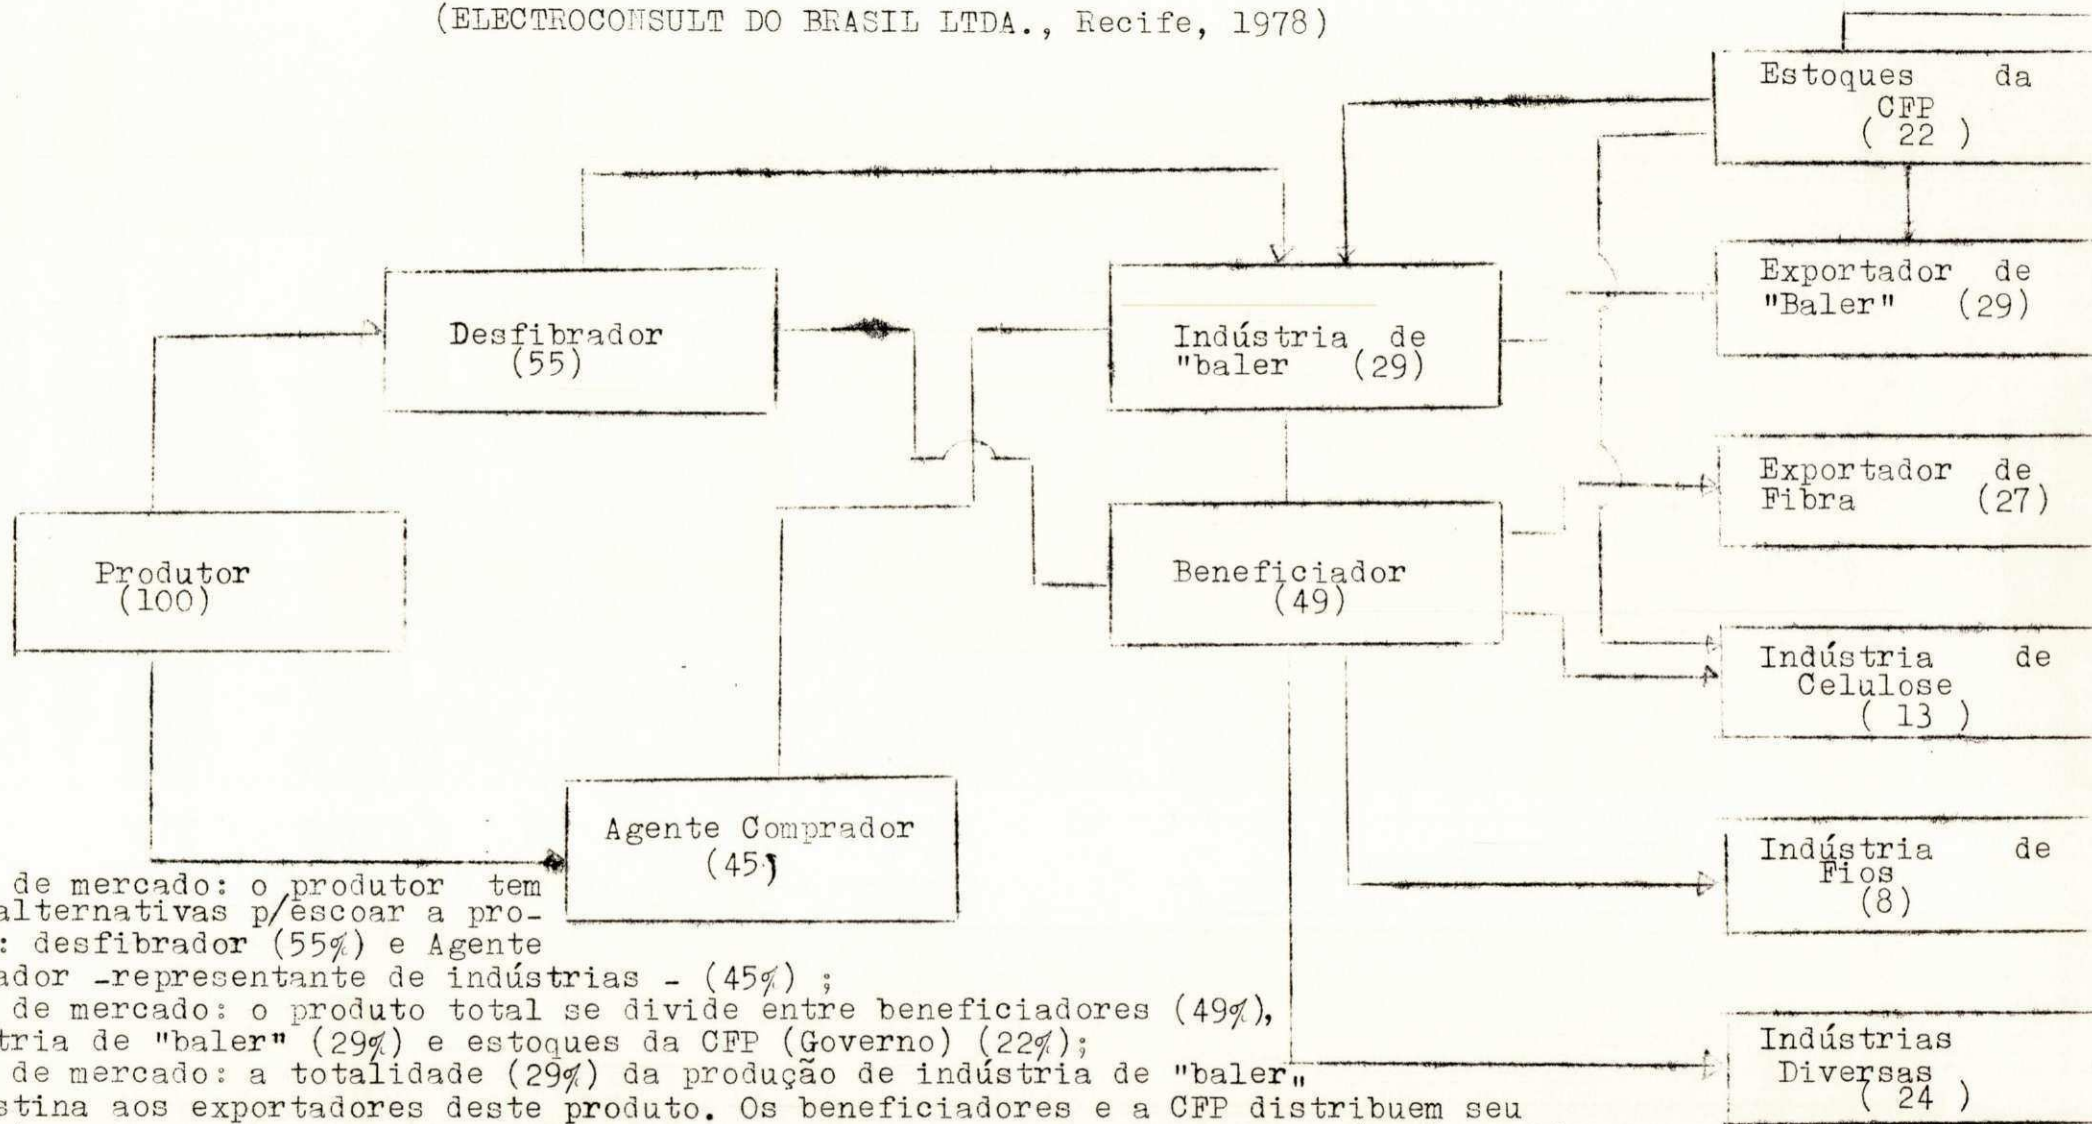 (ELECTROCONSULT DO BRASIL LTDA., Recife, 1978)
Estoques da
CFP
( 22 )
Exportador de
"Baler" (29)
Desfibrador
(55)
Indústria de
"baler (29)
Exportador de
Fibra (27)
Produtor
(100)
Beneficiador
(49)
Indústria de
Celulose
( 13 )
Agente Comprador
(45)
Indústria de
Fios
(8)
Indústrias
Diversas
( 24 )
de mercado: o produtor tem
alternativas p/escoar a pro-
: desfibrador (55%) e Agente
ador -representante de indústrias - (45%) ;
de mercado: o produto total se divide entre beneficiadores (49%),
tria de "baler" (29%) e estoques da CFP (Governo) (22%);
de mercado: a totalidade (29%) da produção de indústria de "baler"
stina aos exportadores deste produto. Os beneficiadores e a CFP distribuem seu